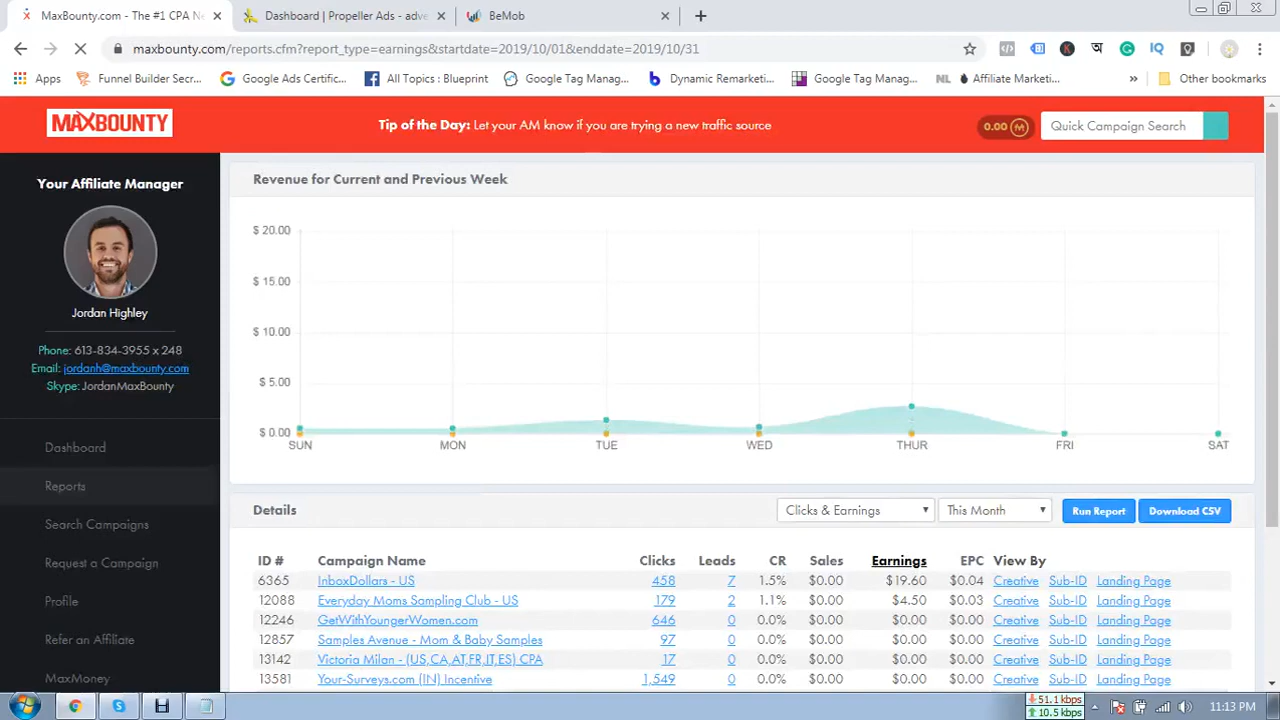 MaxBounty.com - The #1 CPA Ne
Dashboard | Propeller Ads - adve
BeMob
maxbounty.com/reports.cfm?report_type=earnings&startdate=2019/10/01&enddate=2019/10/31
Apps
Funnel Builder Secr...
Google Ads Certific...
All Topics : Blueprint
Google Tag Manag...
Dynamic Remarketi...
Google Tag Manag...
NL
Affiliate Marketi...
»
Other bookmarks
MAXBOUNTY
Tip of the Day: Let your AM know if you are trying a new traffic source
0.00
Quick Campaign Search
Your Affiliate Manager
Jordan Highley
Phone: 613-834-3955 x 248
Email: jordanh@maxbounty.com
Skype: JordanMaxBounty
Dashboard
Reports
Search Campaigns
Request a Campaign
Profile
Refer an Affiliate
MaxMoney
Revenue for Current and Previous Week
$ 20.00
$ 15.00
$ 10.00
$ 5.00
$ 0.00
SUN MON TUE WED THUR FRI SAT
Details
Clicks & Earnings
This Month
Run Report
Download CSV
ID # Campaign Name Clicks Leads CR Sales Earnings EPC View By
6365 InboxDollars - US 458 7 1.5% $0.00 $19.60 $0.04 Creative Sub-ID Landing Page
12088 Everyday Moms Sampling Club - US 179 2 1.1% $0.00 $4.50 $0.03 Creative Sub-ID Landing Page
12246 GetWithYoungerWomen.com 646 0 0.0% $0.00 $0.00 $0.00 Creative Sub-ID Landing Page
12857 Samples Avenue - Mom & Baby Samples 97 0 0.0% $0.00 $0.00 $0.00 Creative Sub-ID Landing Page
13142 Victoria Milan - (US,CA,AT,FR,IT,ES) CPA 17 0 0.0% $0.00 $0.00 $0.00 Creative Sub-ID Landing Page
13581 Your-Surveys.com (IN) Incentive 1,549 0 0.0% $0.00 $0.00 $0.00 Creative Sub-ID Landing Page
51.1 kbps
10.5 kbps
11:13 PM